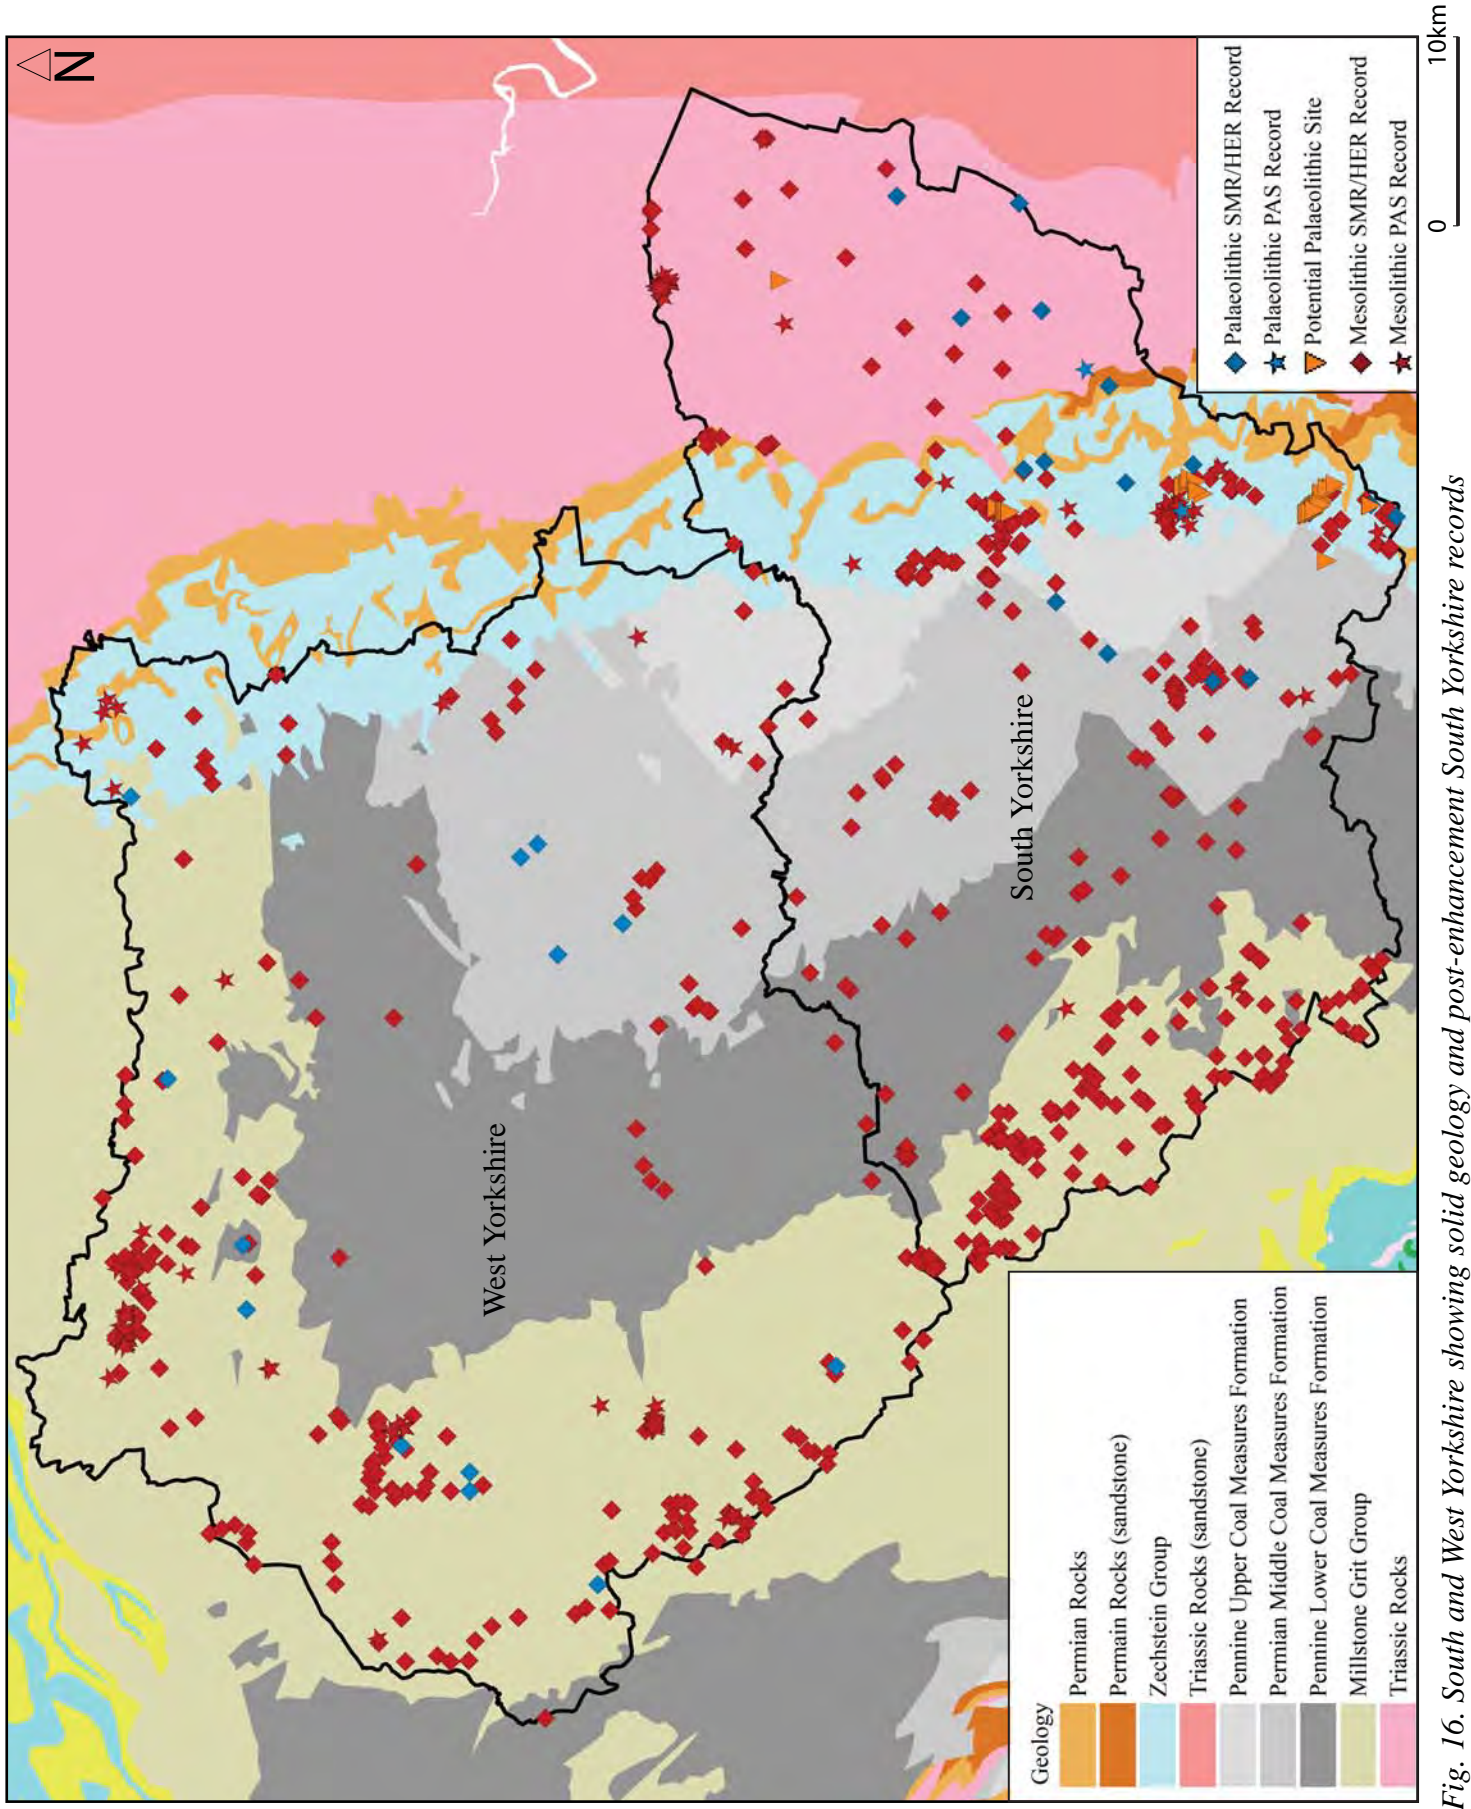 N
West Yorkshire
South Yorkshire
Geology
Permian Rocks
Permain Rocks (sandstone)
Zechstein Group
Triassic Rocks (sandstone)
Pennine Upper Coal Measures Formation
Permian Middle Coal Measures Formation
Pennine Lower Coal Measures Formation
Millstone Grit Group
Triassic Rocks
Palaeolithic SMR/HER Record
Palaeolithic PAS Record
Potential Palaeolithic Site
Mesolithic SMR/HER Record
Mesolithic PAS Record
0 10km
Fig. 16. South and West Yorkshire showing solid geology and post-enhancement South Yorkshire records